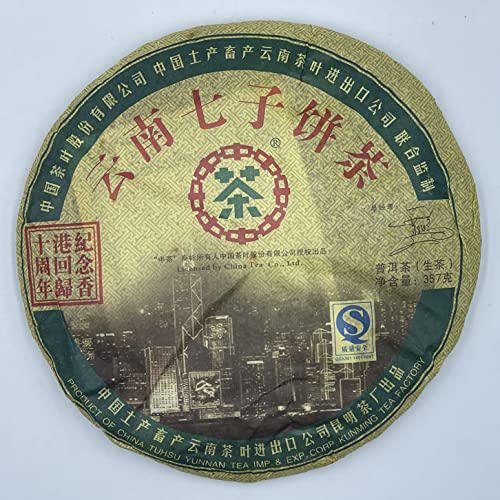 中国茶叶股份有限公司 中国土产畜产云南茶叶进出口公司 联合监制
云南七子饼茶
茶
®
"中茶"商标所有人中国茶叶股份有限公司授权出品
Licensed by China Tea Co., Ltd.
紀念香
港回歸
十周年
普洱茶(生茶)
净含量: 357克
质量安全
中国土产畜产云南茶叶进出口公司昆明茶厂出品
PRODUCT OF CHINA TUHSU YUNNAN TEA IMP & EXP. CORP KUNMING TEA FACTORY